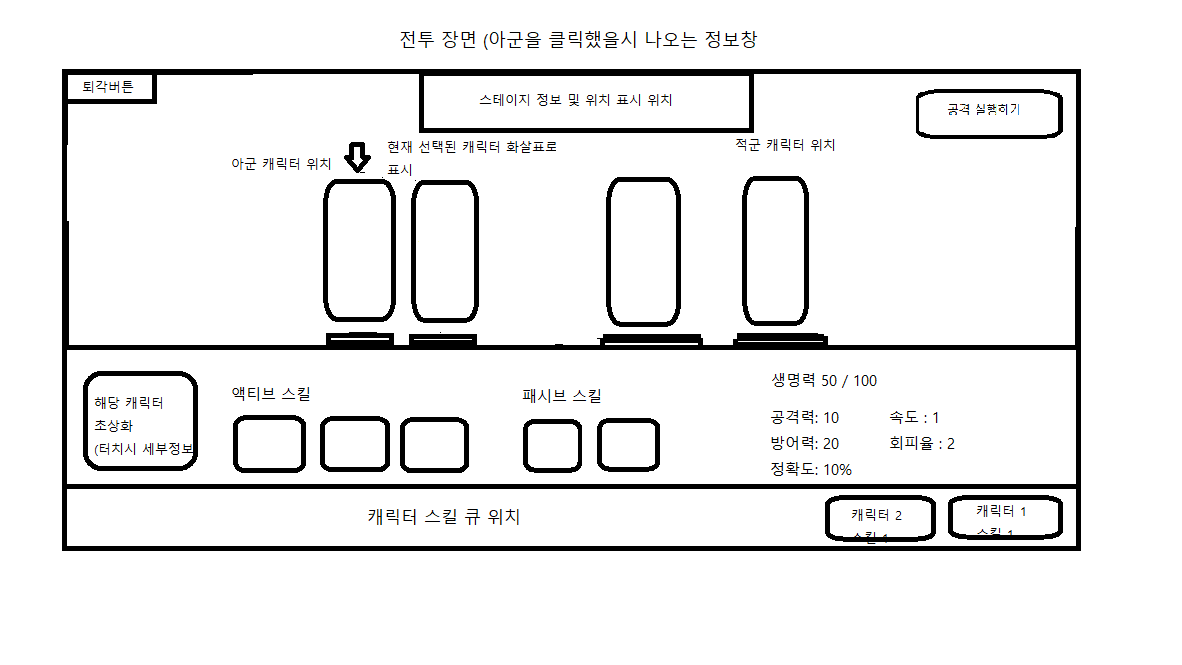 전투 장면 (아군을 클릭했을시 나오는 정보창
퇴각버튼
스테이지 정보 및 위치 표시 위치
공격 실행하기
아군 캐릭터 위치
현재 선택된 캐릭터 화살표로
표시
적군 캐릭터 위치
해당 캐릭터
초상화
(터치시 세부정보
액티브 스킬
패시브 스킬
생명력 50 / 100
공격력: 10
속도 : 1
방어력: 20
회피율 : 2
정확도: 10%
캐릭터 스킬 큐 위치
캐릭터 2
스킬 1
캐릭터 1
스킬 1